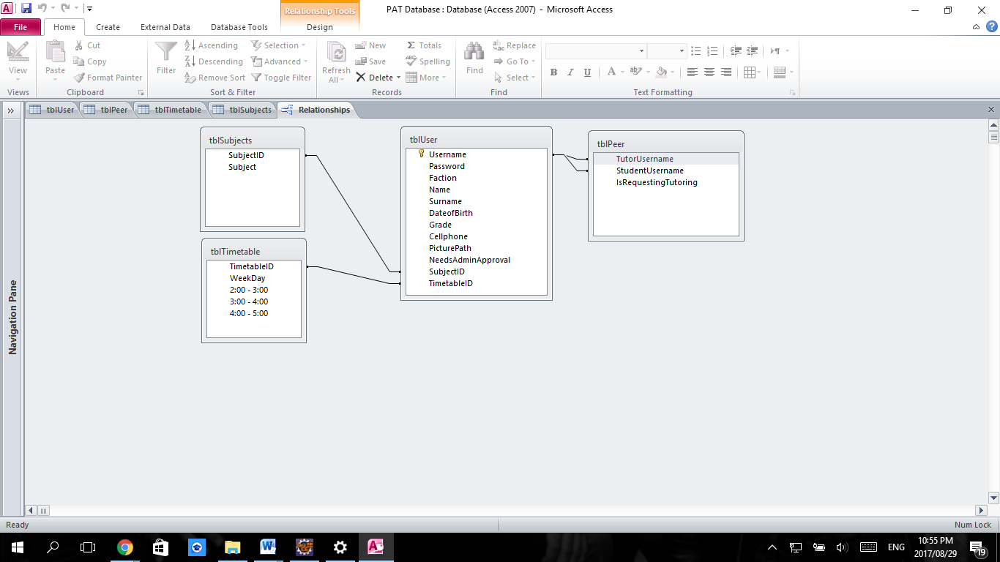 PAT Database : Database (Access 2007) - Microsoft Access
Relationship Tools
File Home Create External Data Database Tools Design
View
Views
Paste
Cut
Copy
Format Painter
Clipboard
Filter
Ascending
Descending
Remove Sort
Selection
Advanced
Toggle Filter
Sort & Filter
Refresh
All
New
Save
Delete
Totals
Spelling
More
Records
Find
Replace
Go To
Select
Find
B I U A ab
Text Formatting
tblUser tblPeer tblTimetable tblSubjects Relationships
Navigation Pane
tblSubjects
SubjectID
Subject
tblTimetable
TimetableID
WeekDay
2:00 - 3:00
3:00 - 4:00
4:00 - 5:00
tblUser
Username
Password
Faction
Name
Surname
DateofBirth
Grade
Cellphone
PicturePath
NeedsAdminApproval
SubjectID
TimetableID
tblPeer
TutorUsername
StudentUsername
IsRequestingTutoring
Ready
Num Lock
ENG
10:55 PM
2017/08/29
19